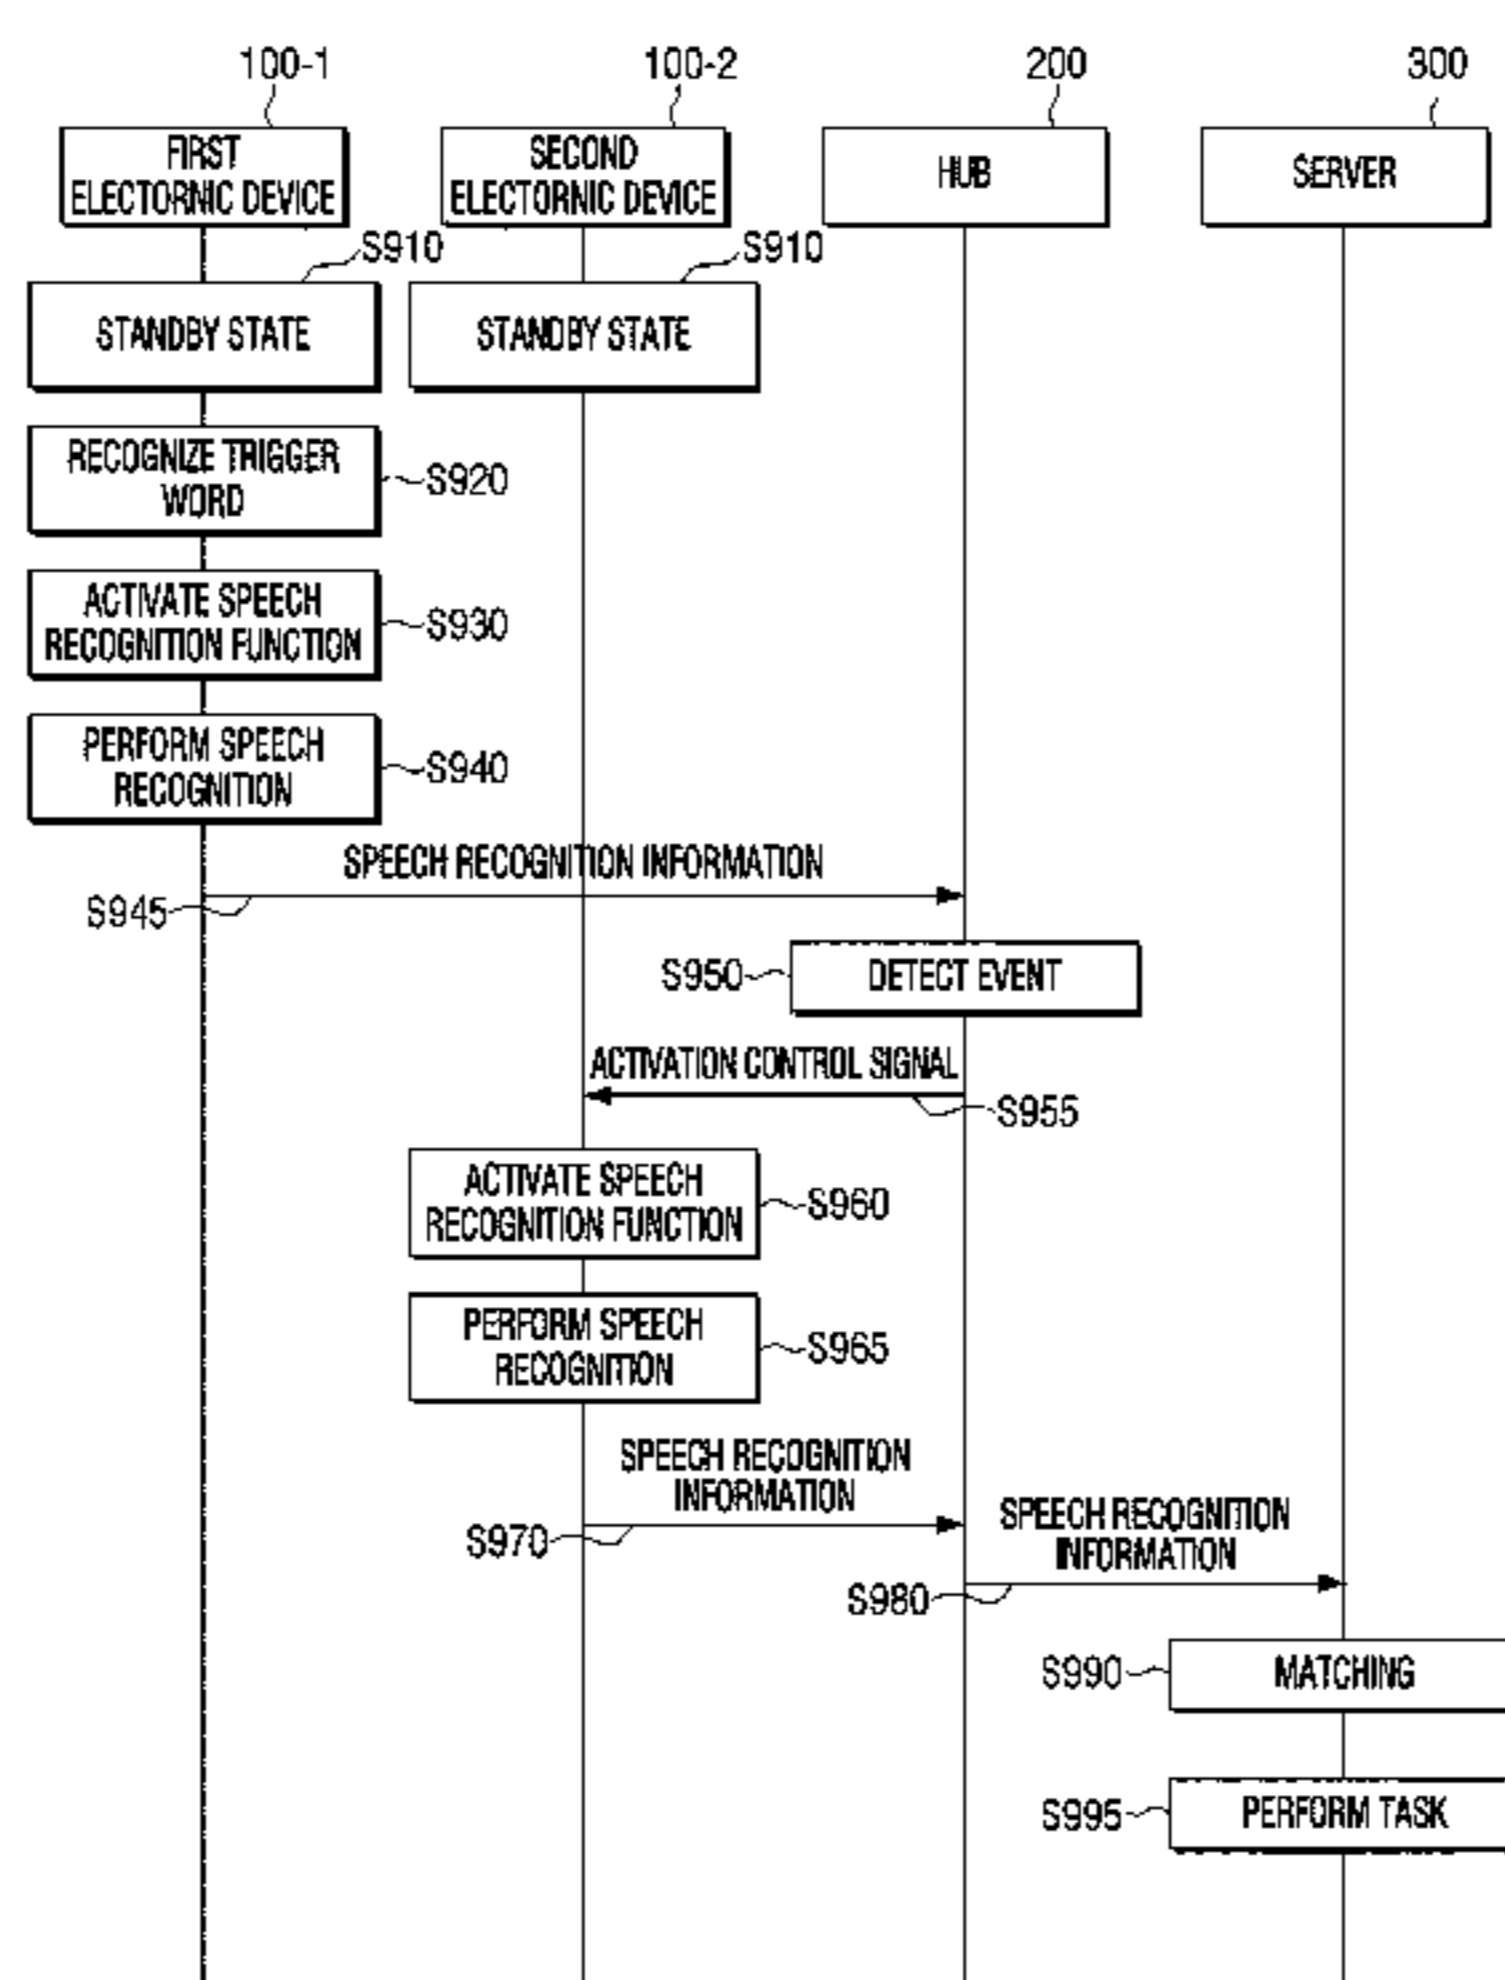 100-1
100-2
200
300
FIRST
ELECTORNIC DEVICE
SECOND
ELECTORNIC DEVICE
HUB
SERVER
S910
S910
STANDBY STATE
STANDBY STATE
RECOGNIZE TRIGGER
WORD
S920
ACTIVATE SPEECH
RECOGNITION FUNCTION
S930
PERFORM SPEECH
RECOGNITION
S940
SPEECH RECOGNITION INFORMATION
S945
S950
DETECT EVENT
ACTIVATION CONTROL SIGNAL
S955
ACTIVATE SPEECH
RECOGNITION FUNCTION
S960
PERFORM SPEECH
RECOGNITION
S965
SPEECH RECOGNITION
INFORMATION
S970
SPEECH RECOGNITION
INFORMATION
S980
S990
MATCHING
S995
PERFORM TASK